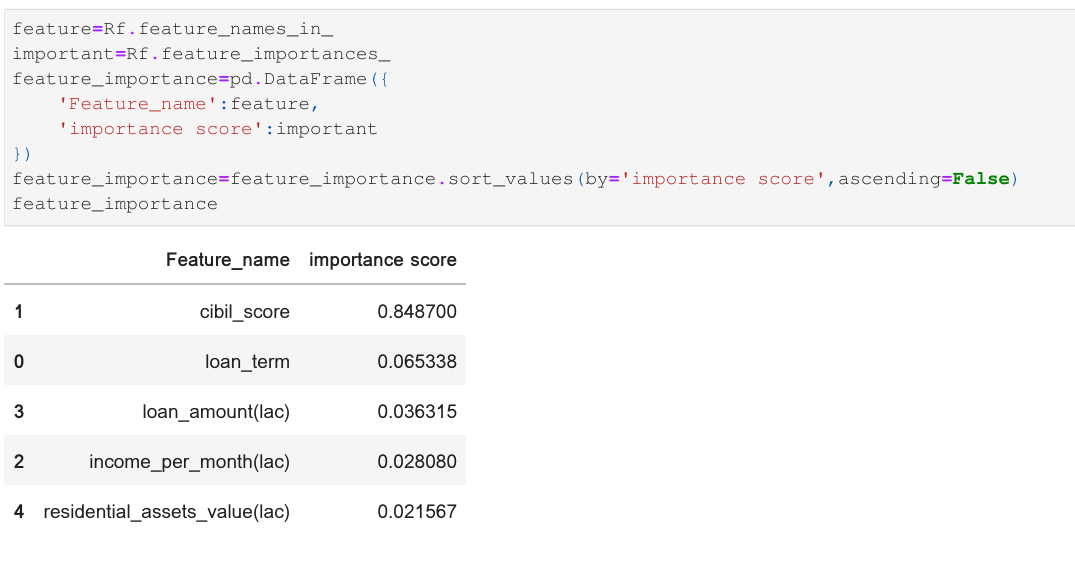 feature=Rf.feature_names_in_
important=Rf.feature_importances_
feature_importance=pd.DataFrame({
    'Feature_name':feature,
    'importance score':important
})
feature_importance=feature_importance.sort_values(by='importance score',ascending=False)
feature_importance
Feature_name importance score
1 cibil_score 0.848700
0 loan_term 0.065338
3 loan_amount(lac) 0.036315
2 income_per_month(lac) 0.028080
4 residential_assets_value(lac) 0.021567